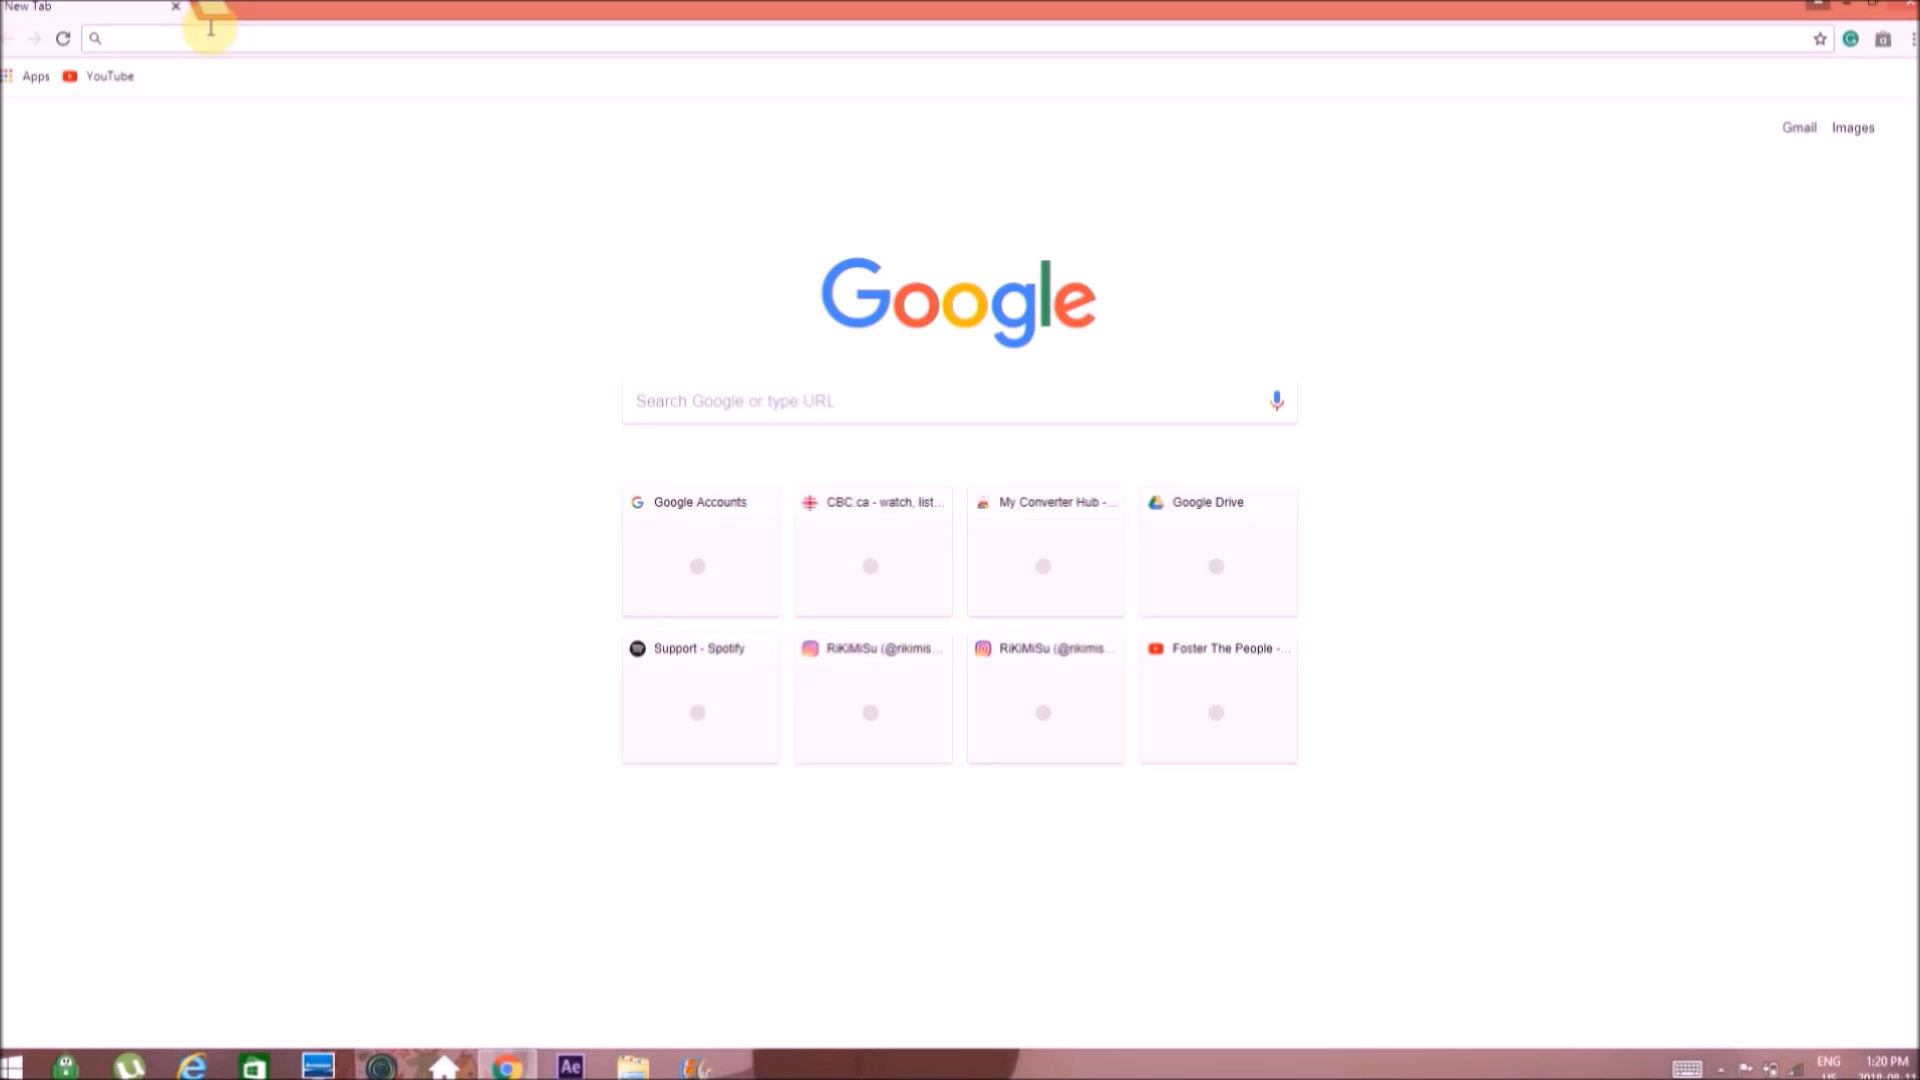 New Tab
Apps YouTube
Gmail Images
Google
Search Google or type URL
Google Accounts CBC.ca - watch, list... My Converter Hub -... Google Drive
Support - Spotify RiKiMiSu (@rikimis... RiKiMiSu (@rikimis... Foster The People -...
Ae
ENG 1:20 PM